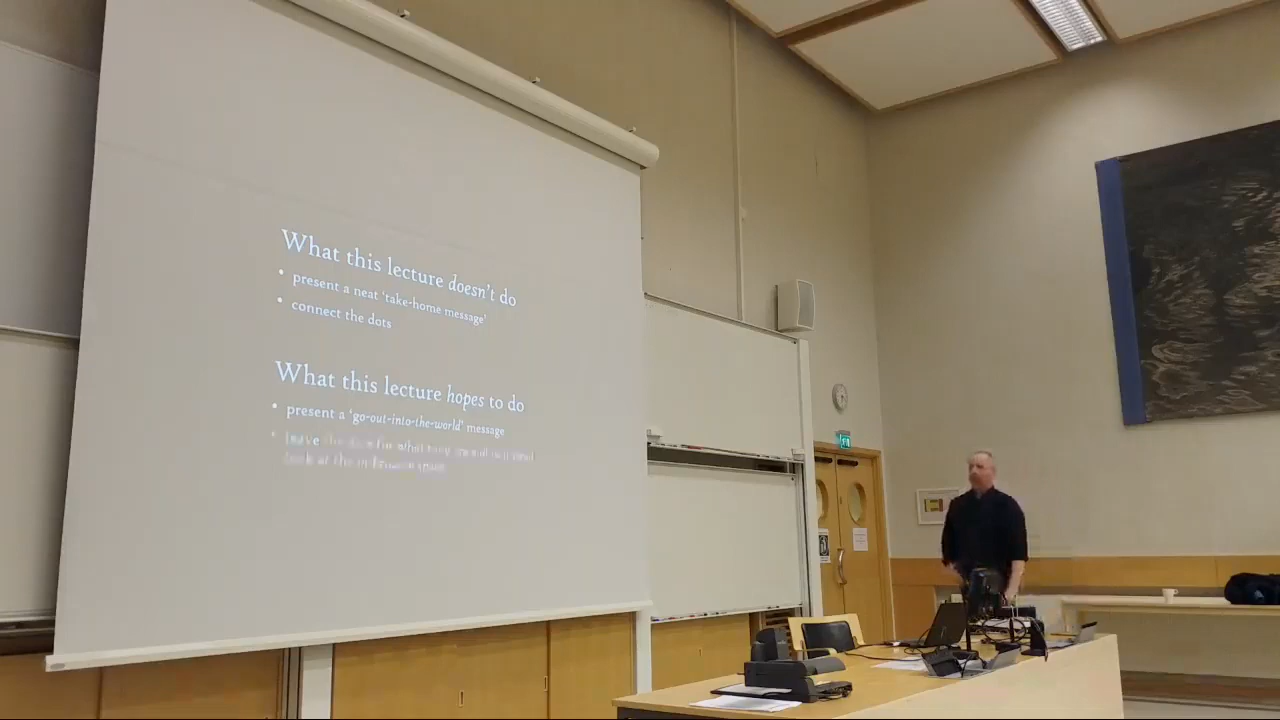 What this lecture doesn't do
• present a neat 'take-home message'
• connect the dots
What this lecture hopes to do
• present a 'go-out-into-the-world' message
• leave